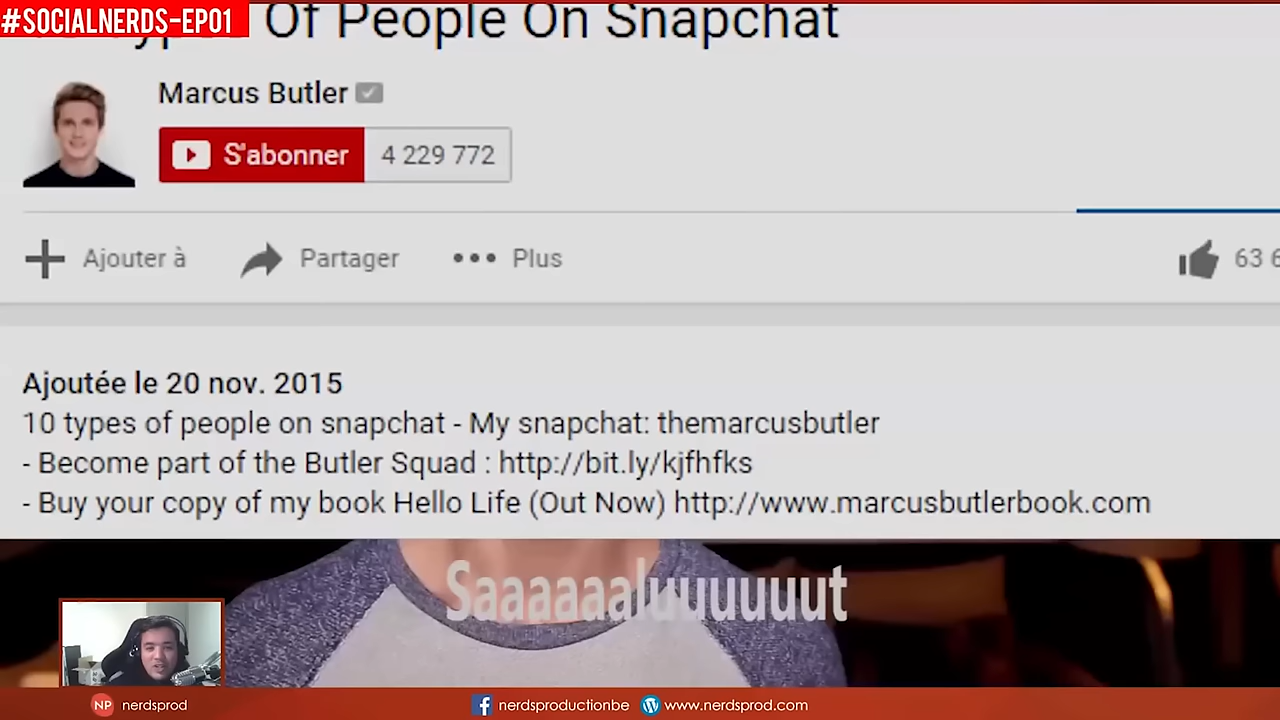 #SOCIALNERDS-EP01
Of People On Snapchat
Marcus Butler
S'abonner 4 229 772
Ajouter à Partager Plus 63 6
Ajoutée le 20 nov. 2015
10 types of people on snapchat - My snapchat: themarcusbutler
- Become part of the Butler Squad : http://bit.ly/kjfhfks
- Buy your copy of my book Hello Life (Out Now) http://www.marcusbutlerbook.com
Saaaaaaluuuuuuut
NP nerdsprod nerdsproductionbe www.nerdsprod.com